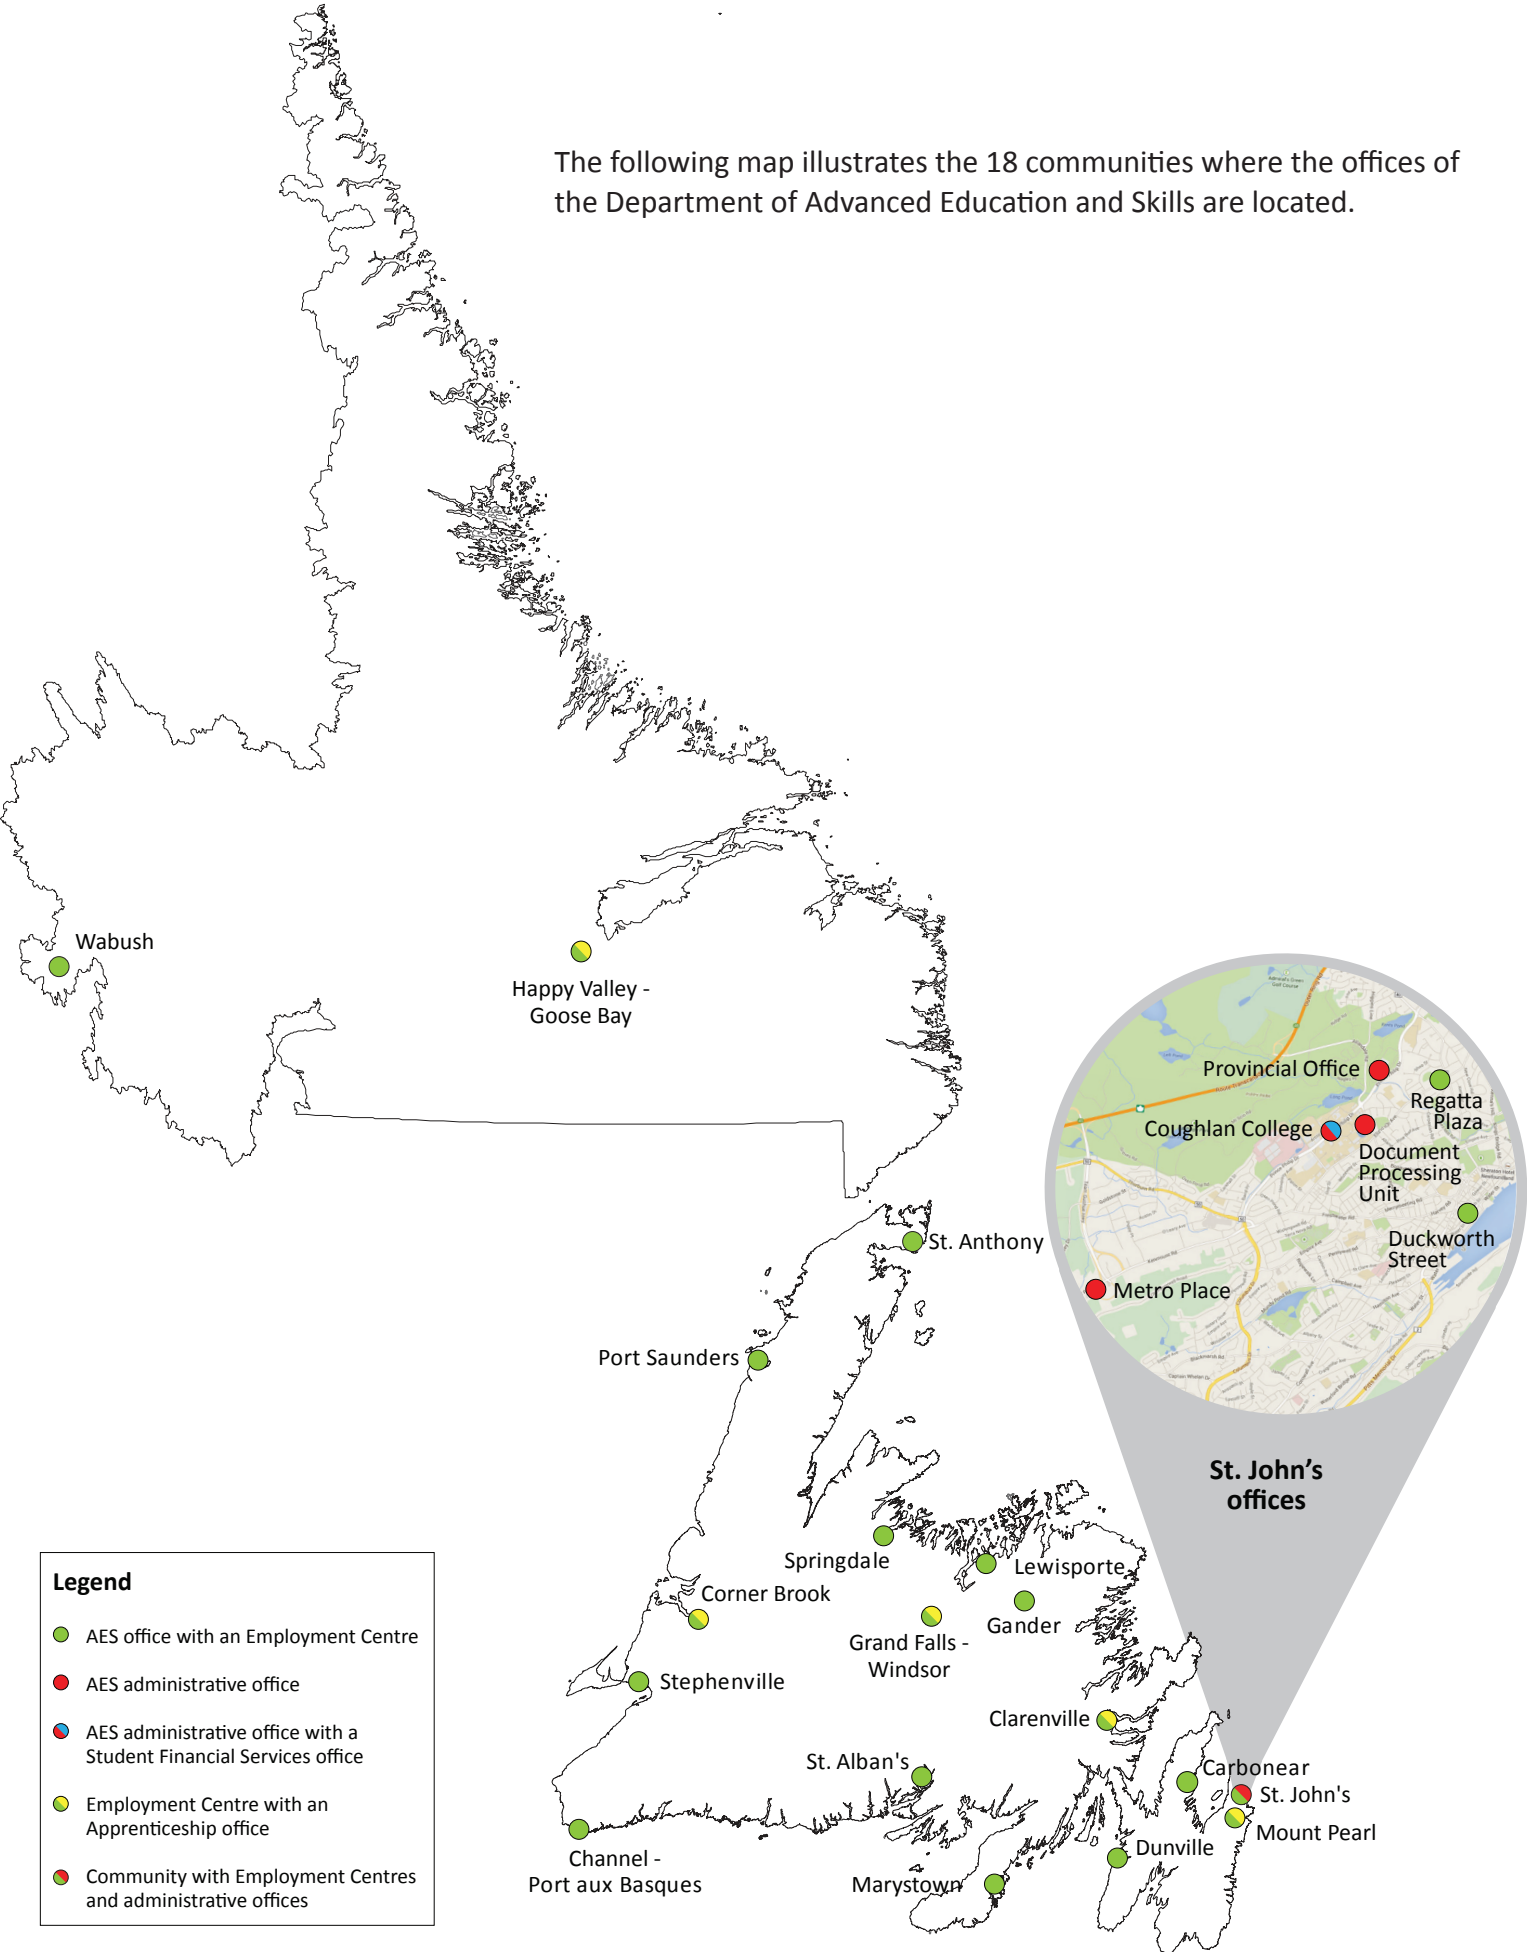 The following map illustrates the 18 communities where the offices of
the Department of Advanced Education and Skills are located.
Wabush
Happy Valley -
Goose Bay
Provincial Office
Regatta
Plaza
Coughlan College
Document
Processing
Unit
Duckworth
Street
Metro Place
St. Anthony
Port Saunders
St. John’s
offices
Springdale
Lewisporte
Corner Brook
Gander
Grand Falls -
Windsor
Stephenville
Clarenville
St. Alban's
Carbonear
St. John's
Mount Pearl
Dunville
Channel -
Port aux Basques
Marystown
Legend
AES office with an Employment Centre
AES administrative office
AES administrative office with a
Student Financial Services office
Employment Centre with an
Apprenticeship office
Community with Employment Centres
and administrative offices